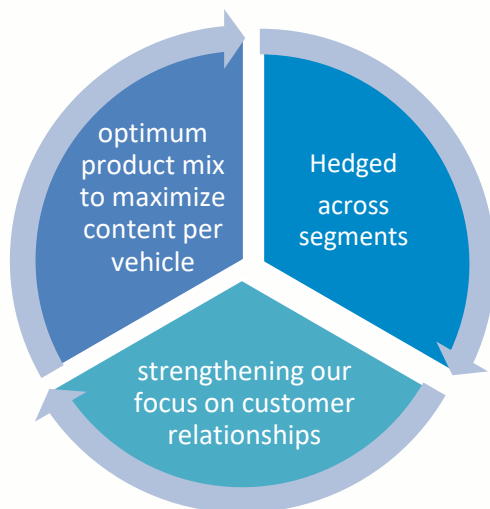 optimum
product mix
to maximize
content per
vehicle
Hedged
across
segments
strengthening our
focus on customer
relationships